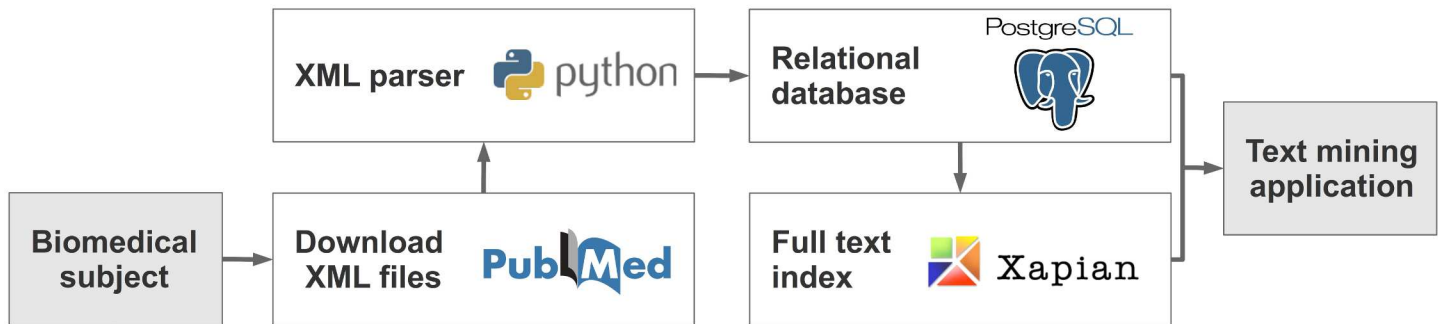 Biomedical
subject
Download
XML files
PubMed
XML parser
python
Relational
database
PostgreSQL
Full text
index
Xapian
Text mining
application